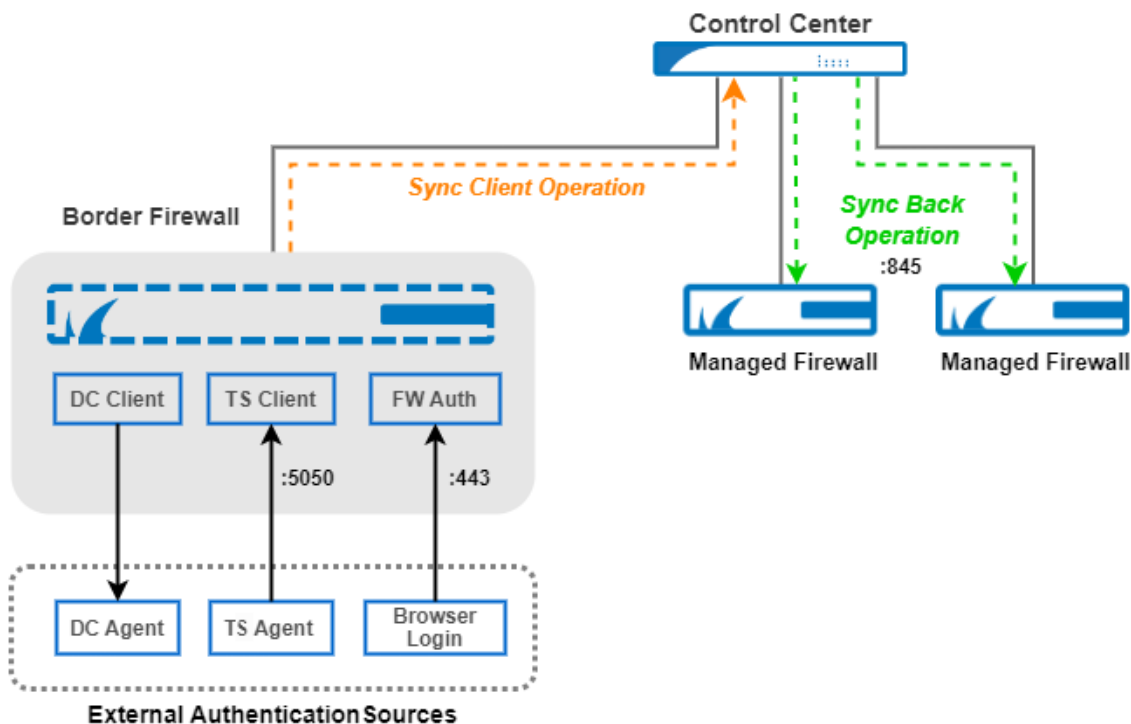 Control Center
Sync Client Operation
Border Firewall
Sync Back
Operation
:845
Managed Firewall
Managed Firewall
DC Client
TS Client
FW Auth
:5050
:443
DC Agent
TS Agent
Browser
Login
External Authentication Sources